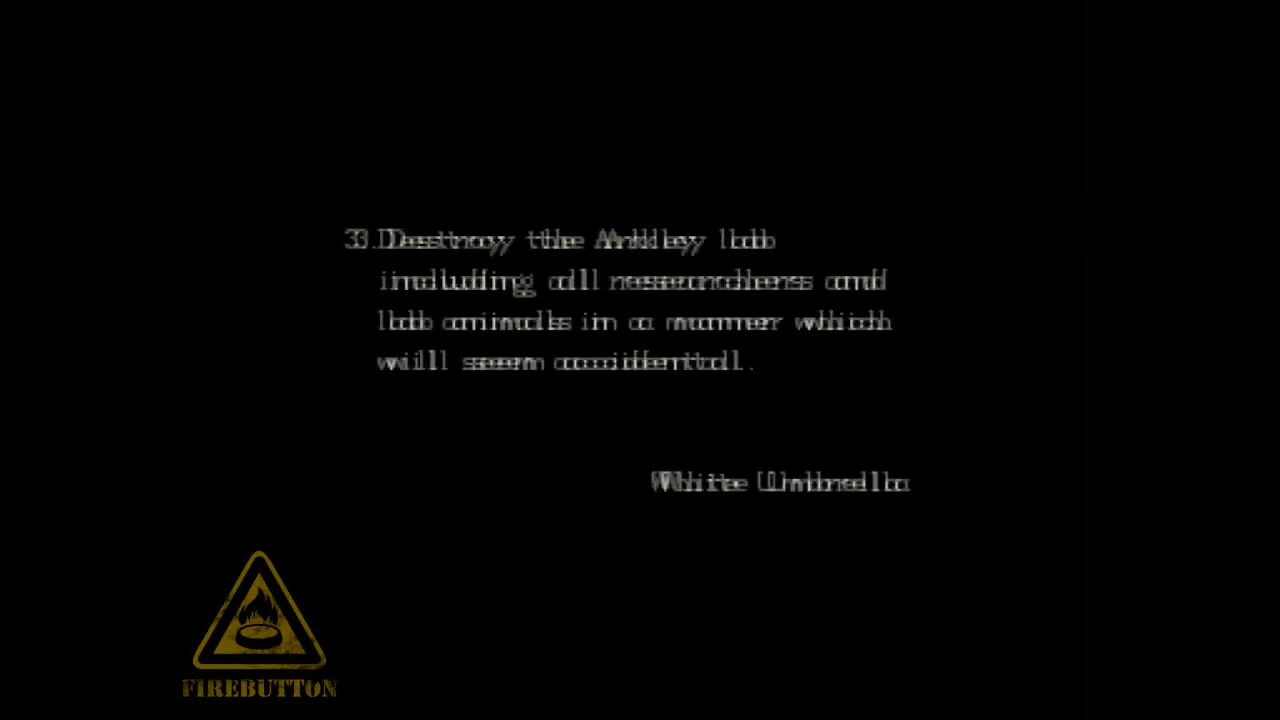 3.Destroy the Arkley lab
including all researchers and
lab animals in a manner which
will seem accidental.
White Umbrella
FIREBUTTON